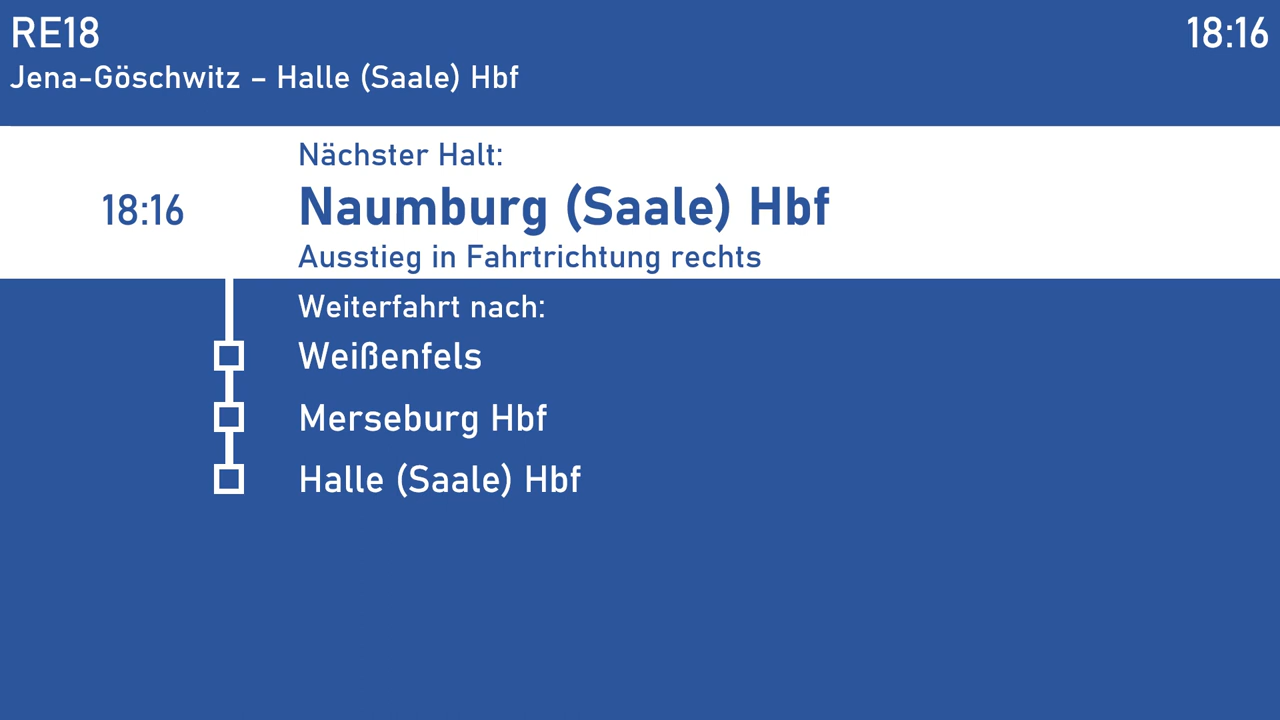 RE18
18:16
Jena-Göschwitz – Halle (Saale) Hbf
Nächster Halt:
18:16
Naumburg (Saale) Hbf
Ausstieg in Fahrtrichtung rechts
Weiterfahrt nach:
Weißenfels
Merseburg Hbf
Halle (Saale) Hbf